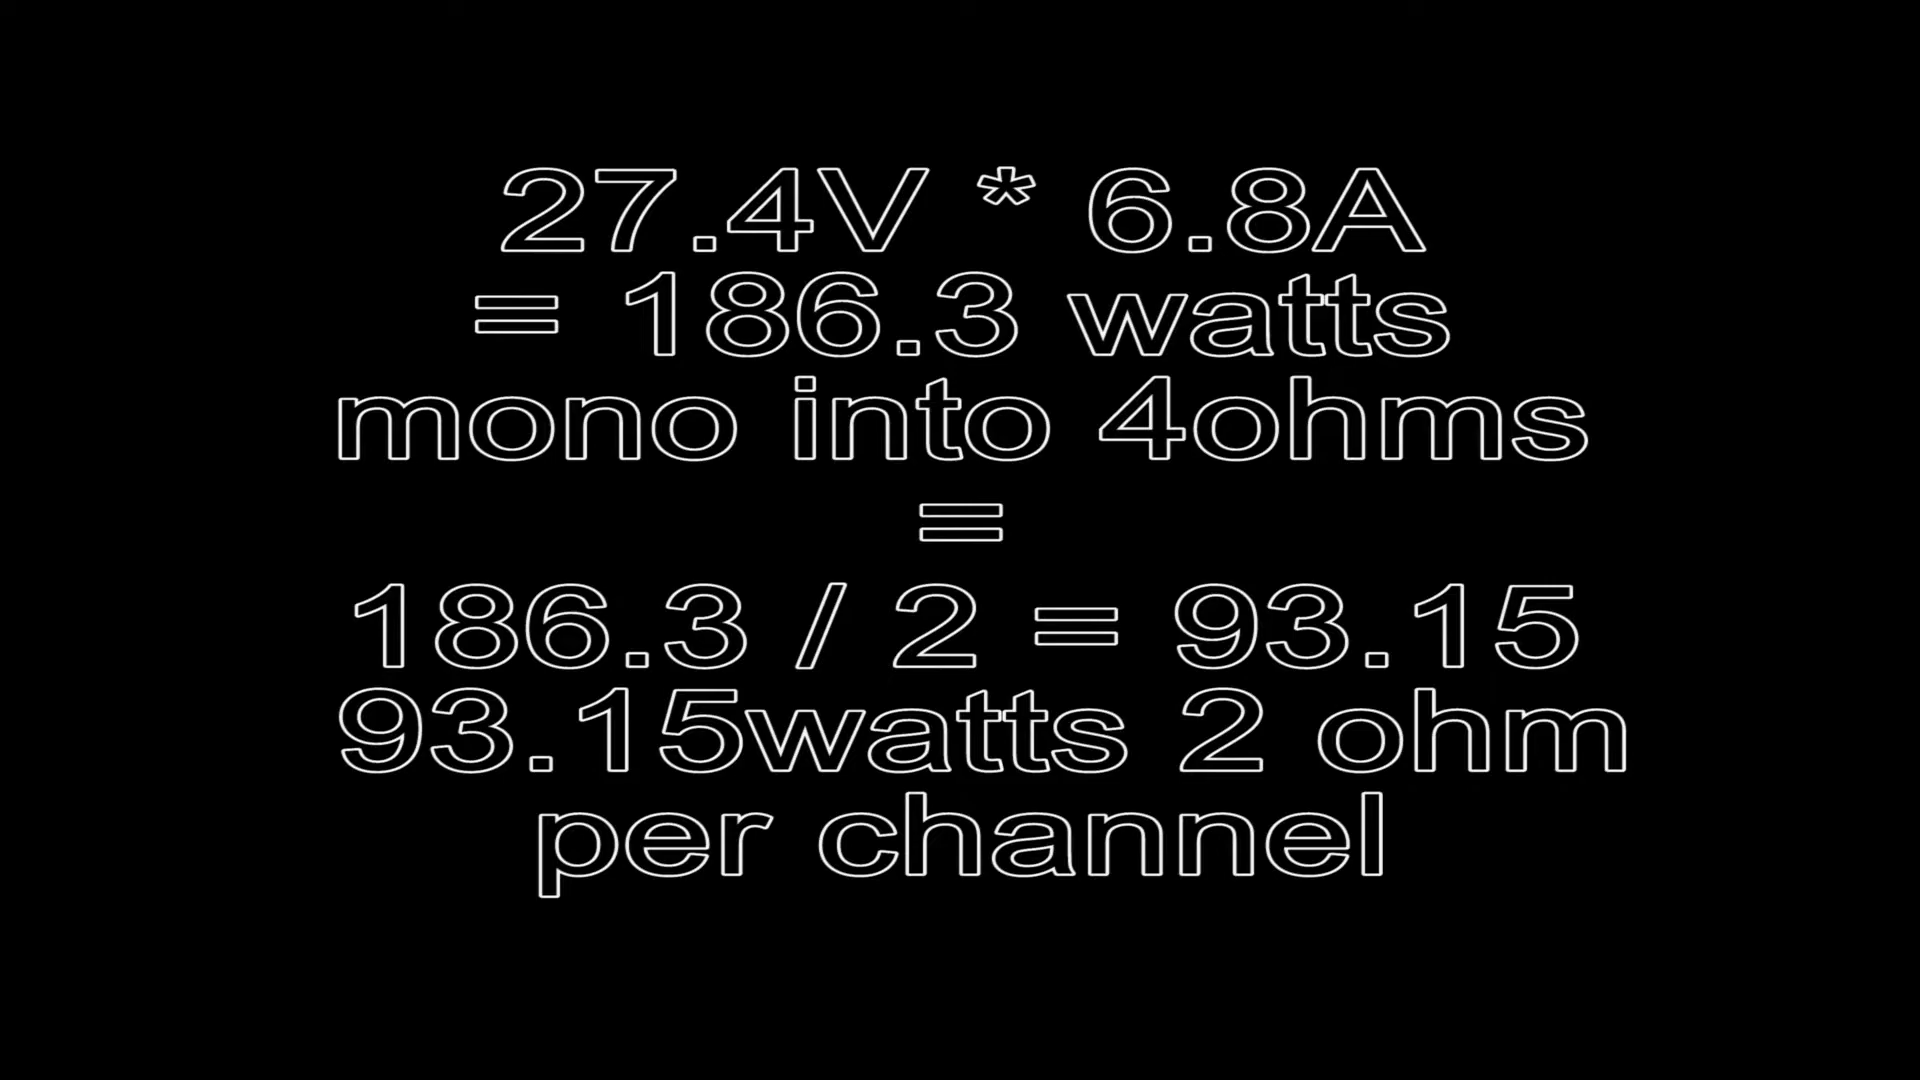 27.4V * 6.8A
= 186.3 watts
mono into 4ohms
=
186.3 / 2 = 93.15
93.15watts 2 ohm
per channel